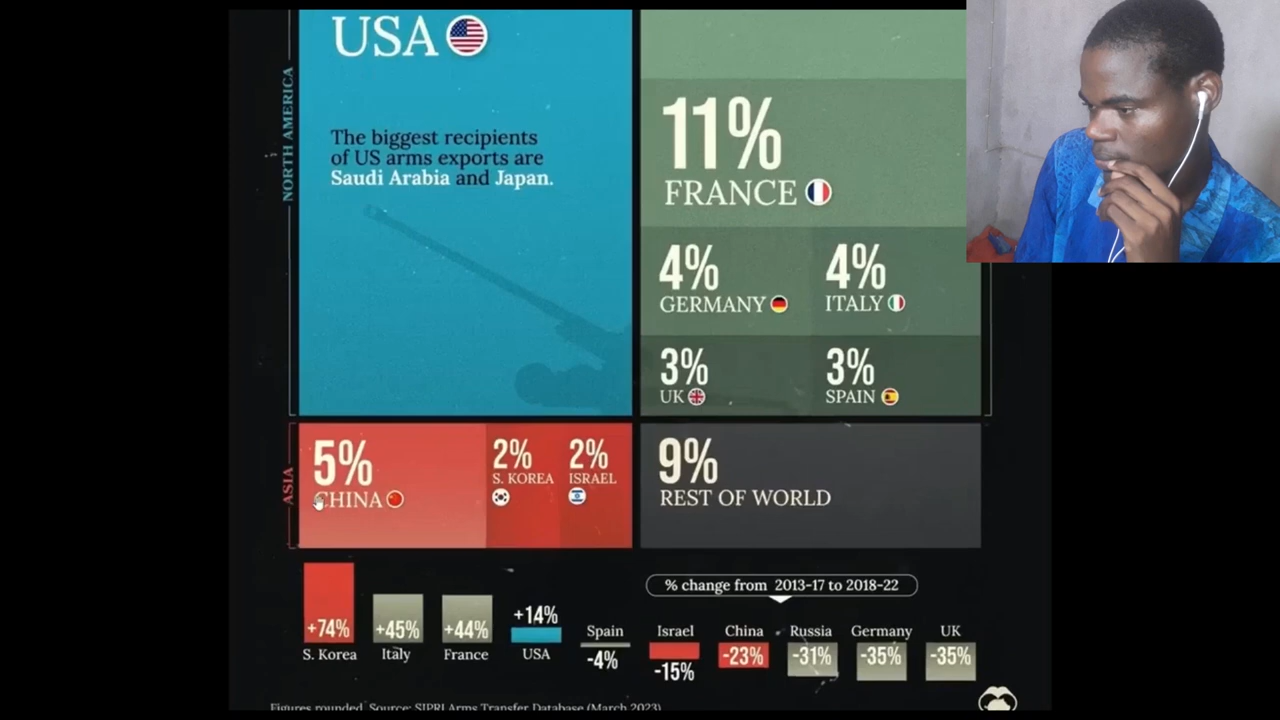 USA
NORTH AMERICA
The biggest recipients
of US arms exports are
Saudi Arabia and Japan.
11%
FRANCE
4%
GERMANY
4%
ITALY
3%
UK
3%
SPAIN
ASIA
5%
CHINA
2%
S. KOREA
2%
ISRAEL
9%
REST OF WORLD
% change from 2013-17 to 2018-22
+74%
S. Korea
+45%
Italy
+44%
France
+14%
USA
Spain
-4%
Israel
-15%
China
-23%
Russia
-31%
Germany
-35%
UK
-35%
Figures rounded. Source: SIPRI Arms Transfer Database (March 2023)